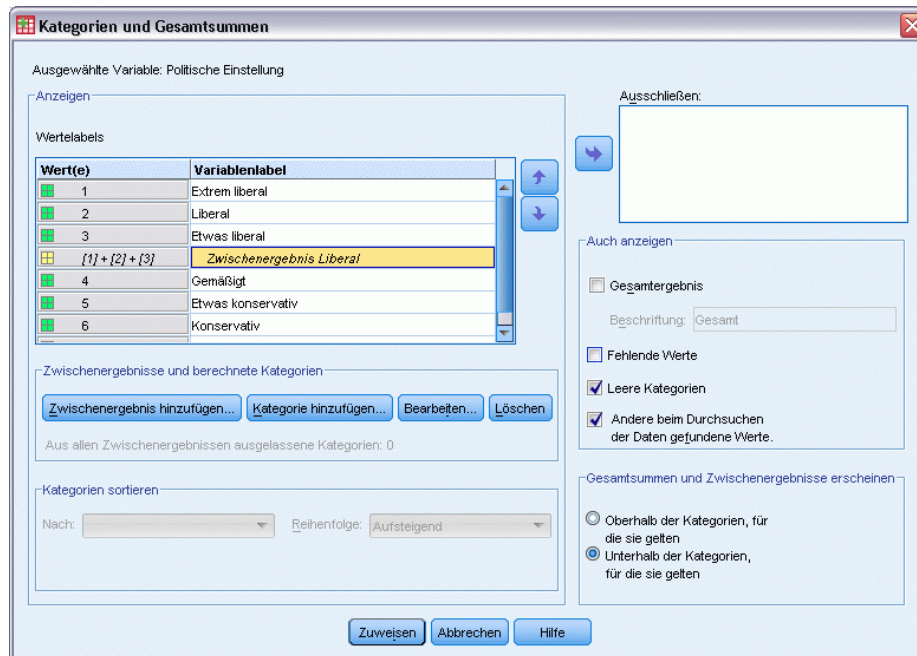 Kategorien und Gesamtsummen
Ausgewählte Variable: Politische Einstellung
Anzeigen
Wertelabels
Wert(e) Variablenlabel
1 Extrem liberal
2 Liberal
3 Etwas liberal
[1] + [2] + [3] Zwischenergebnis Liberal
4 Gemäßigt
5 Etwas konservativ
6 Konservativ
Zwischenergebnisse und berechnete Kategorien
Zwischenergebnis hinzufügen... Kategorie hinzufügen... Bearbeiten... Löschen
Aus allen Zwischenergebnissen ausgelassene Kategorien: 0
Kategorien sortieren
Nach: Reihenfolge: Aufsteigend
Ausschließen:
Auch anzeigen
Gesamtergebnis
Beschriftung: Gesamt
Fehlende Werte
Leere Kategorien
Andere beim Durchsuchen
der Daten gefundene Werte.
Gesamtsummen und Zwischenergebnisse erscheinen
Oberhalb der Kategorien, für
die sie gelten
Unterhalb der Kategorien,
für die sie gelten
Zuweisen Abbrechen Hilfe